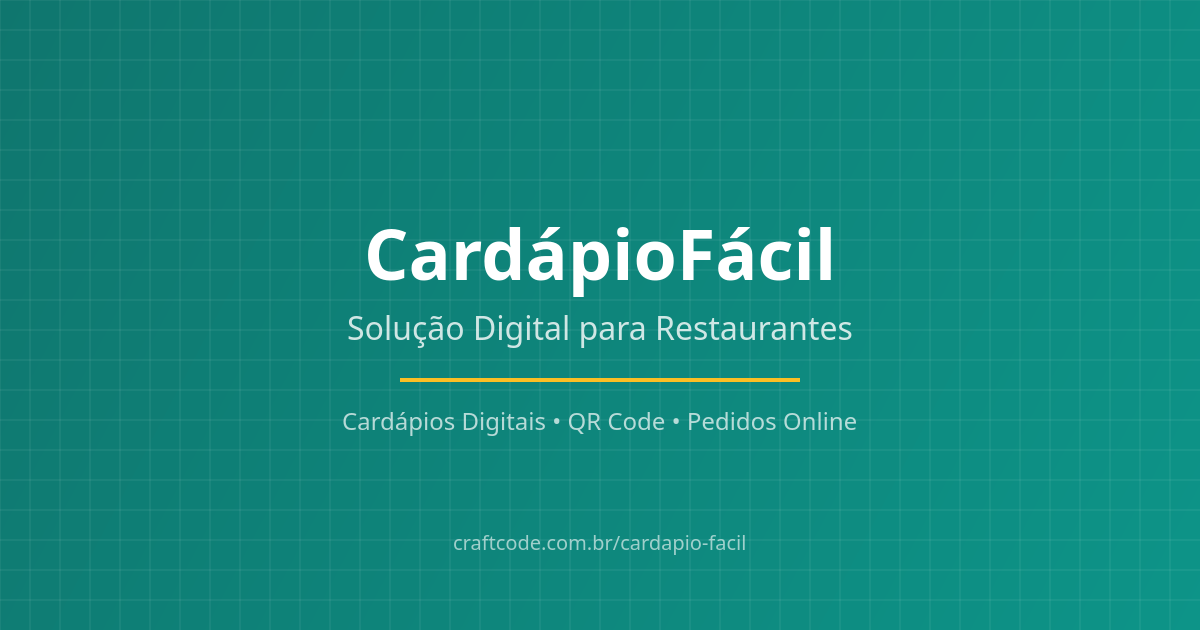 CardápioFácil
Solução Digital para Restaurantes
Cardápios Digitais • QR Code • Pedidos Online
craftcode.com.br/cardapio-facil